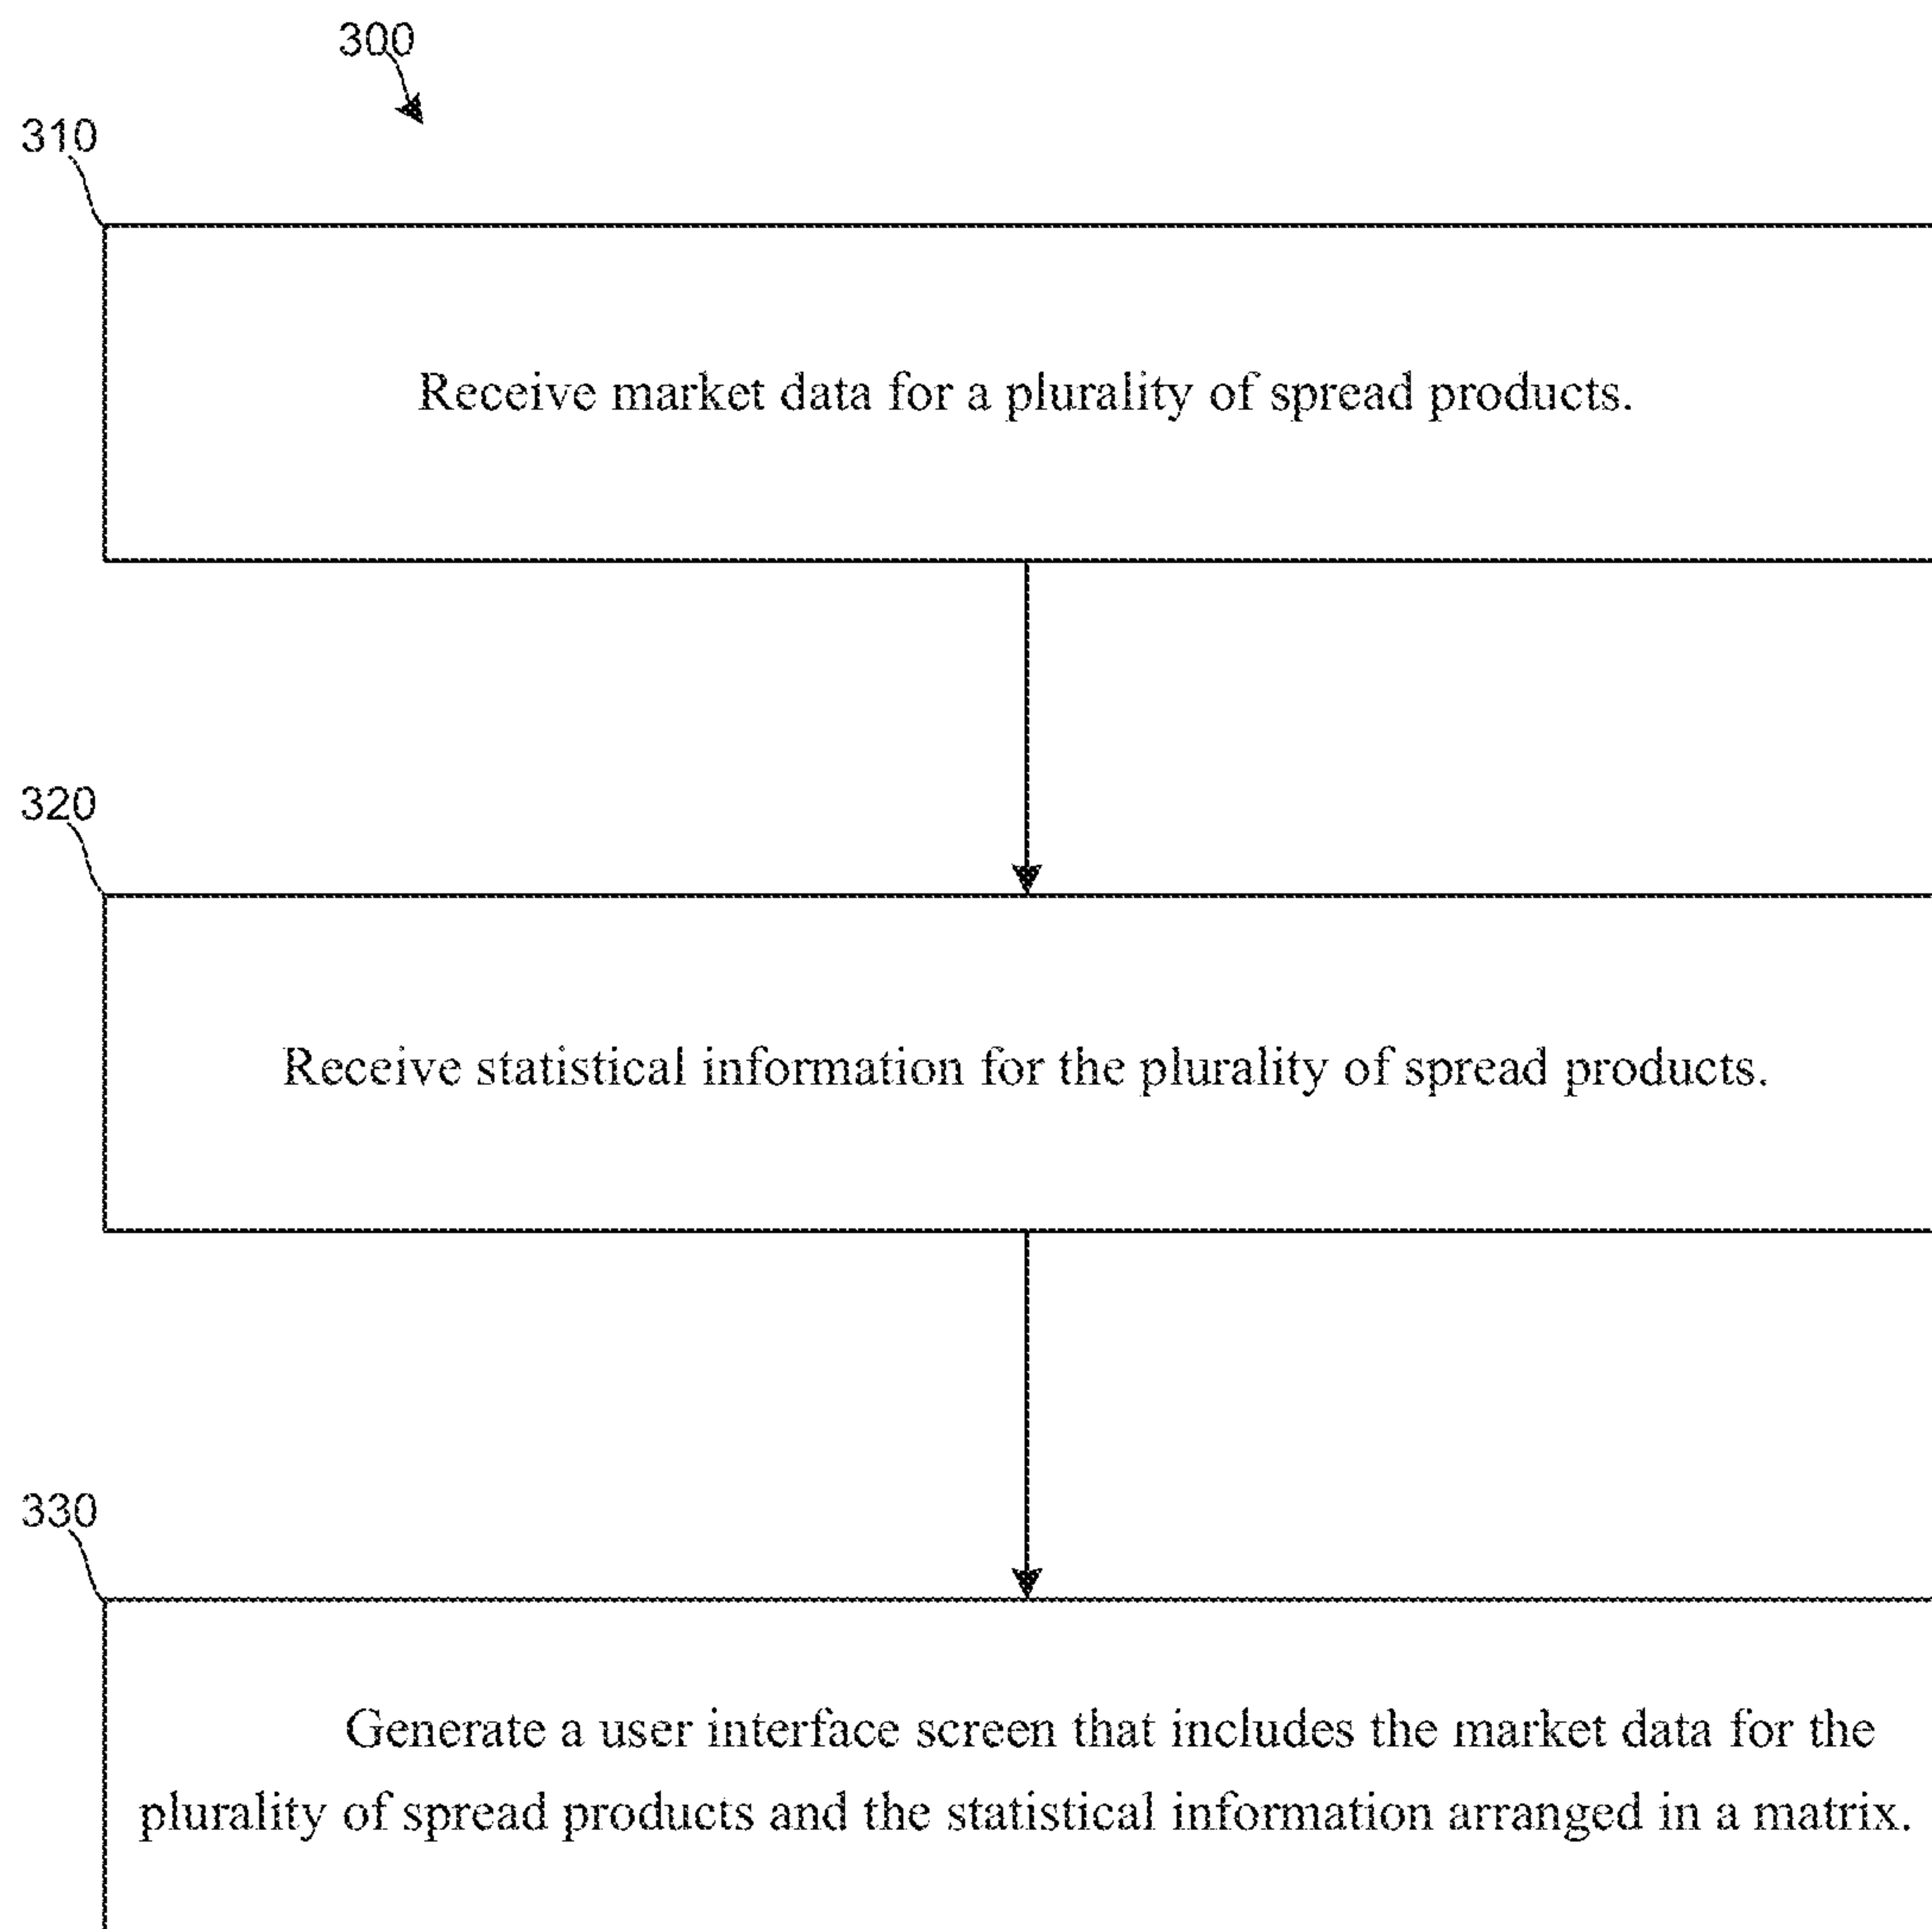 300
310
Receive market data for a plurality of spread products.
320
Receive statistical information for the plurality of spread products.
330
Generate a user interface screen that includes the market data for the
plurality of spread products and the statistical information arranged in a matrix.